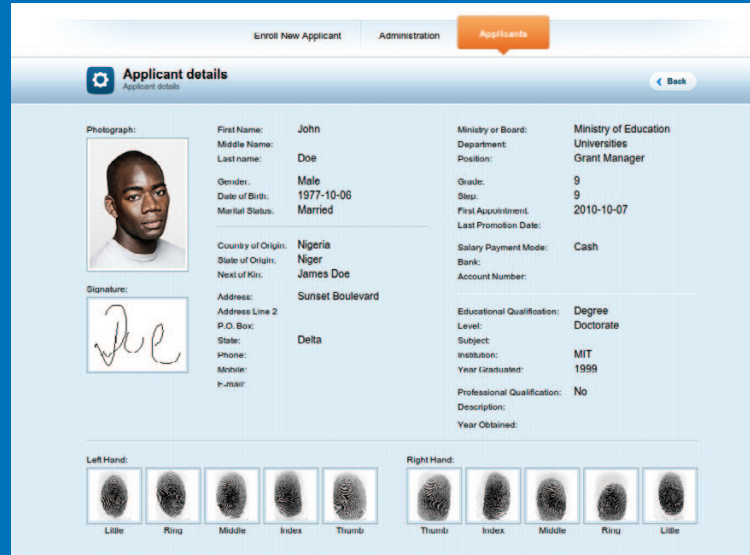 Enroll New Applicant
Administration
Applicants
Applicant details
Applicant details
Back
Photograph:
First Name: John
Middle Name:
Last name: Doe
Gender: Male
Date of Birth. 1977-10-06
Marital Status. Married
Country of Origin. Nigeria
State of Origin. Niger
Next of Kin: James Doe
Address: Sunset Boulevard
Address Line 2
P.O. Box:
State: Delta
Phone:
Mobile:
E-mail:
Ministry or Board: Ministry of Education
Department: Universities
Position: Grant Manager
Grade: 9
Step: 9
First Appointment. 2010-10-07
Last Promotion Date:
Salary Payment Mode: Cash
Bank:
Account Number:
Educational Qualification: Degree
Level: Doctorate
Subject:
Institution: MIT
Year Graduated: 1999
Professional Qualification: No
Description:
Year Obtained:
Signature:
Doe
Left Hand:
Little Ring Middle Index Thumb
Right Hand:
Thumb Index Middle Ring Little